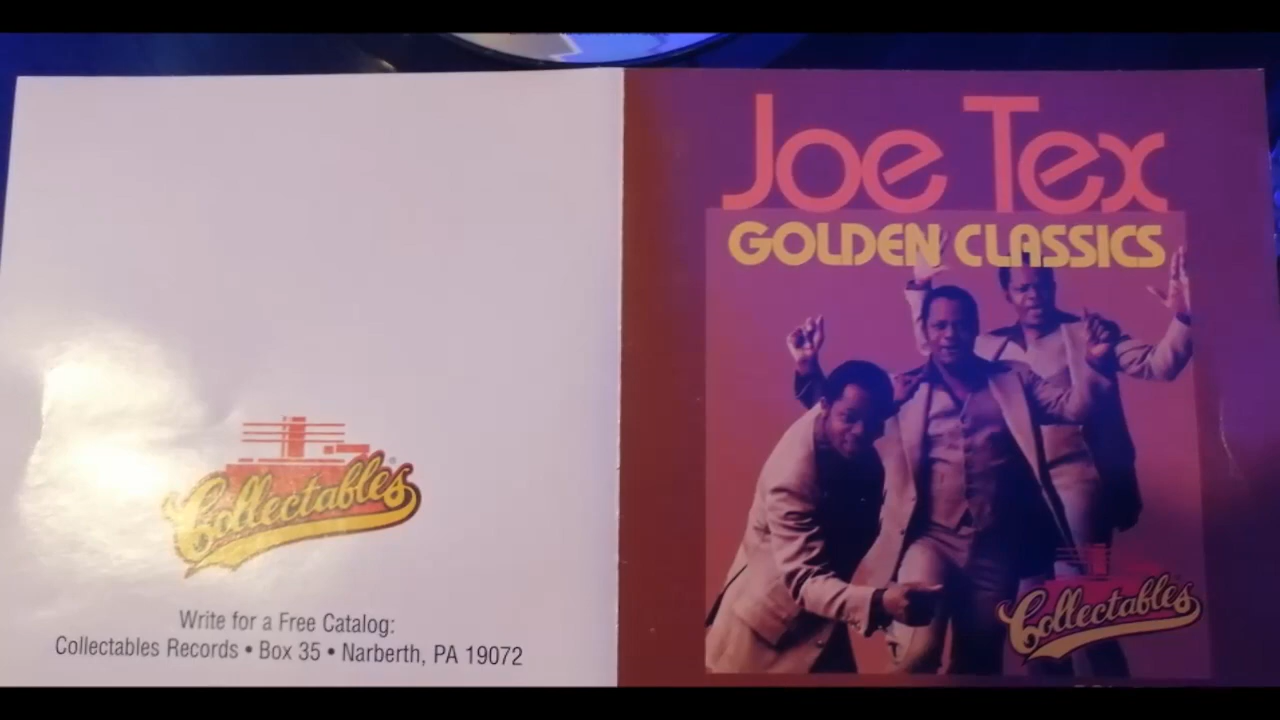 Collectables®
Write for a Free Catalog:
Collectables Records • Box 35 • Narberth, PA 19072
Joe Tex
GOLDEN CLASSICS
Collectables